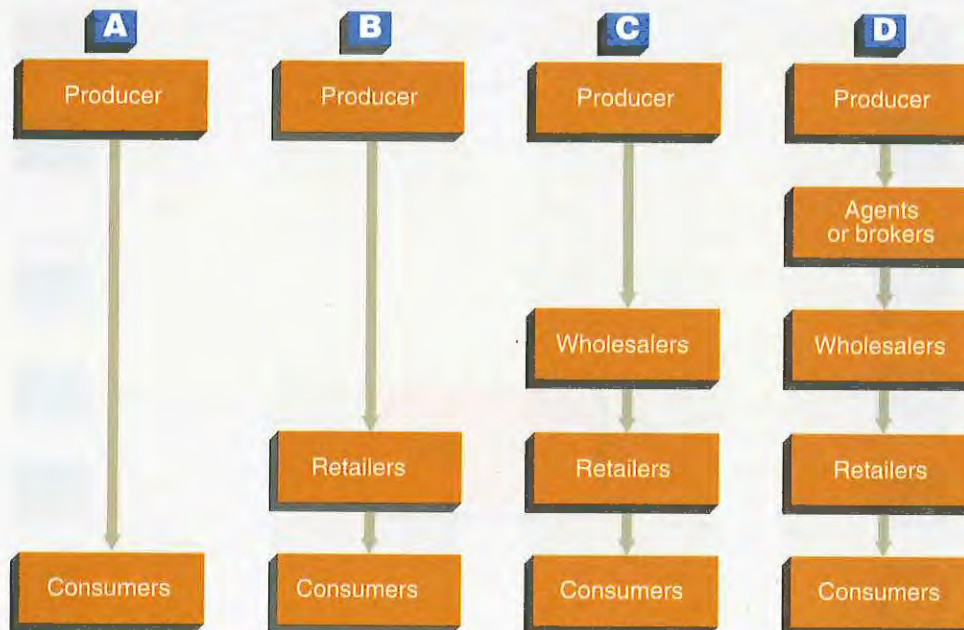 A
Producer
Consumers
B
Producer
Retailers
Consumers
C
Producer
Wholesalers
Retailers
Consumers
D
Producer
Agents
or brokers
Wholesalers
Retailers
Consumers